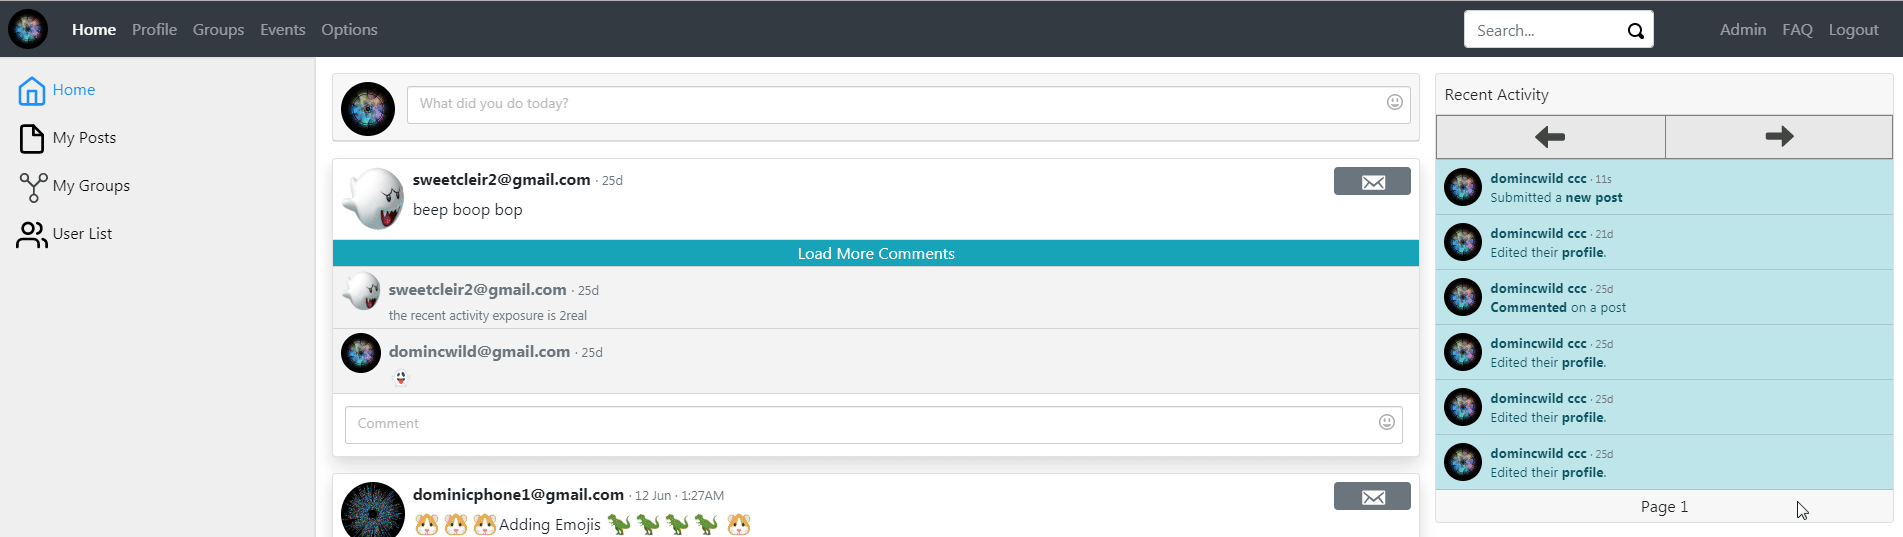 Home Profile Groups Events Options
Search...
Admin FAQ Logout
Home
My Posts
My Groups
User List
What did you do today?
sweetcleir2@gmail.com · 25d
beep boop bop
Load More Comments
sweetcleir2@gmail.com · 25d
the recent activity exposure is 2real
domincwild@gmail.com · 25d
Comment
dominicphone1@gmail.com · 12 Jun · 1:27AM
🐹🐹🐹Adding Emojis 🦖🦖🦖🦖🐹
Recent Activity
domincwild ccc · 11s
Submitted a new post
domincwild ccc · 21d
Edited their profile.
domincwild ccc · 25d
Commented on a post
domincwild ccc · 25d
Edited their profile.
domincwild ccc · 25d
Edited their profile.
domincwild ccc · 25d
Edited their profile.
Page 1